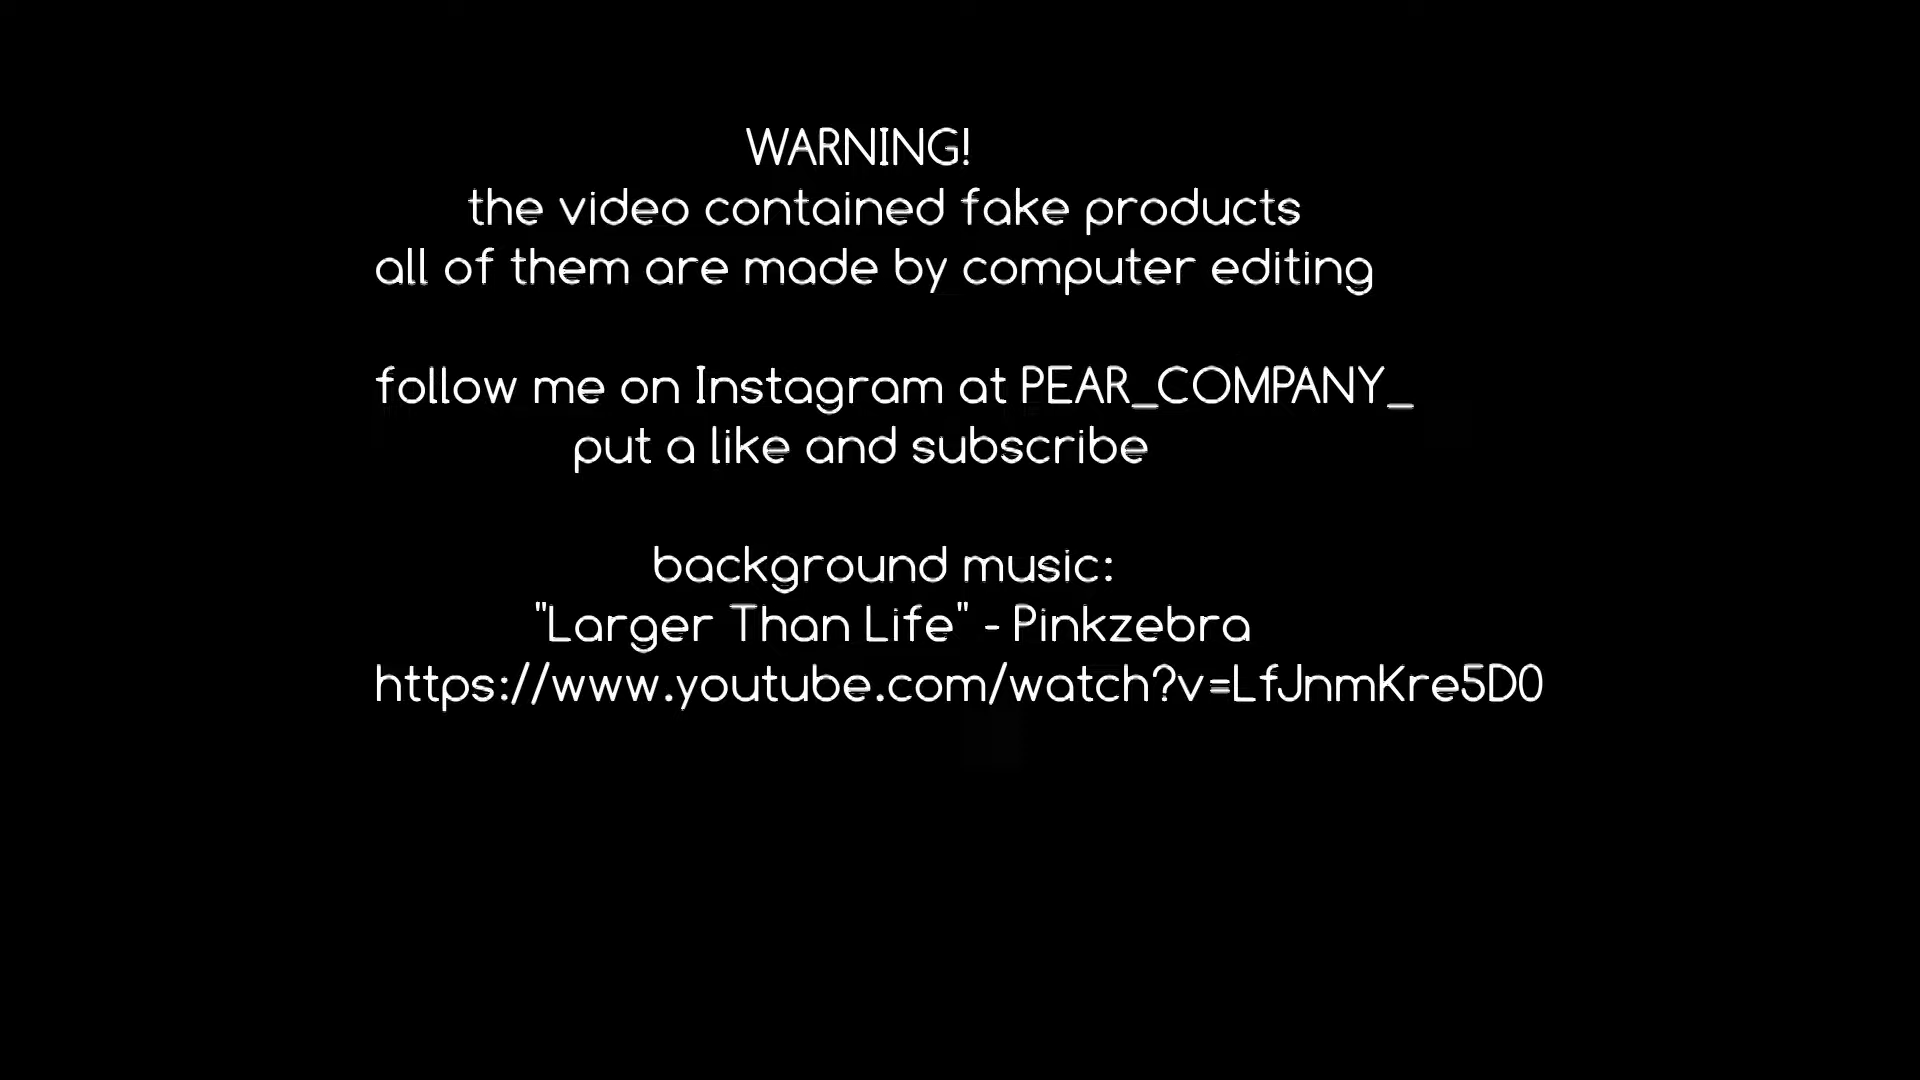 WARNING!
the video contained fake products
all of them are made by computer editing
follow me on Instagram at PEAR_COMPANY_
put a like and subscribe
background music:
"Larger Than Life" - Pinkzebra
https://www.youtube.com/watch?v=LfJnmKre5D0